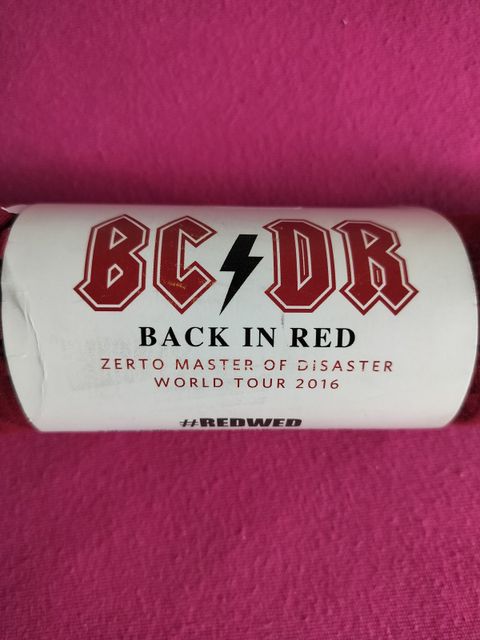 BC⚡DR
BACK IN RED
ZERTO MASTER OF DISASTER
WORLD TOUR 2016
#REDWED